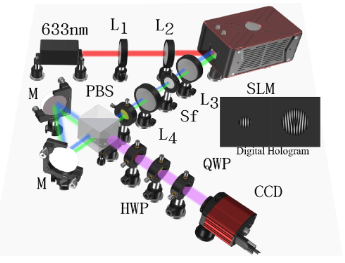 633nm
L1
L2
M
PBS
Sf
L3
SLM
L4
Digital Hologram
M
QWP
HWP
CCD